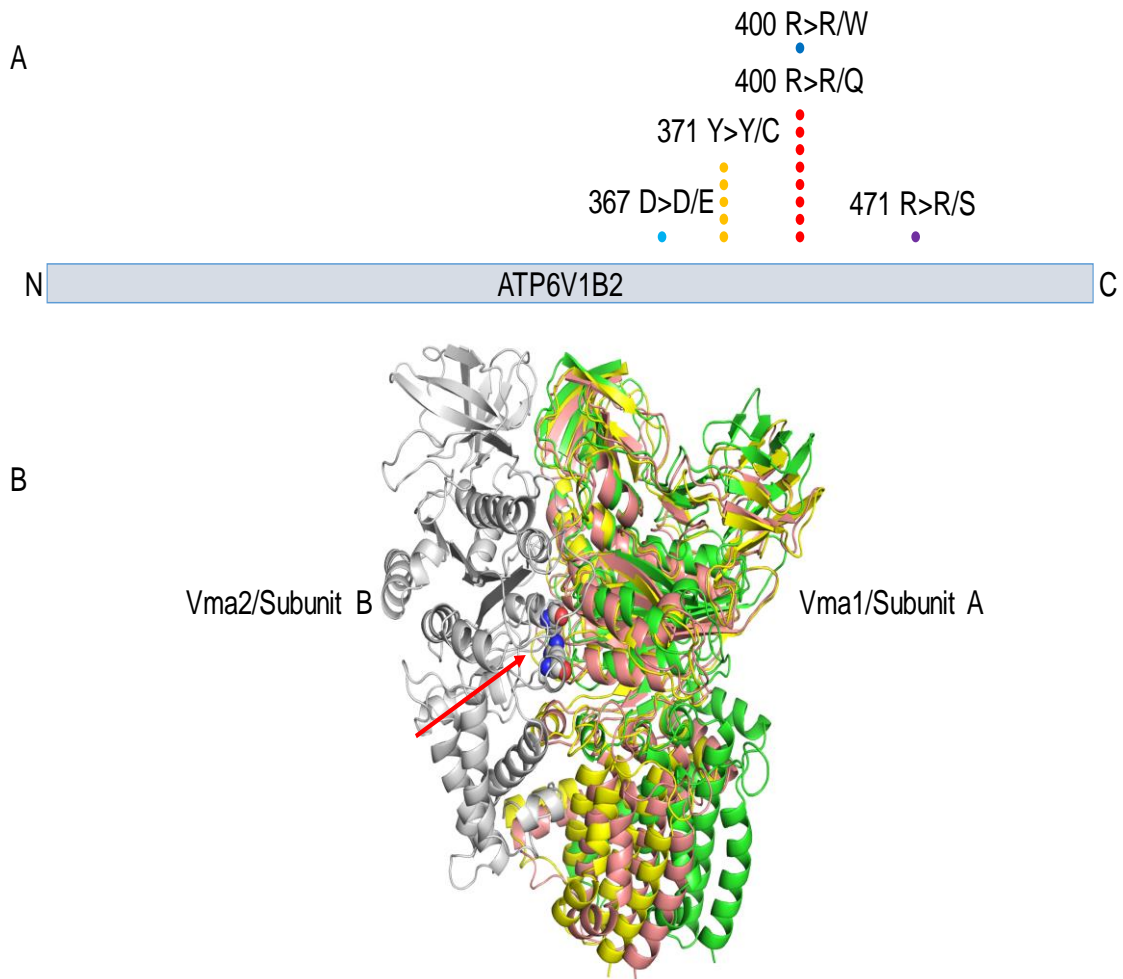 A
400 R>R/W
400 R>R/Q
371 Y>Y/C
367 D>D/E
471 R>R/S
N
ATP6V1B2
C
B
Vma2/Subunit B
Vma1/Subunit A